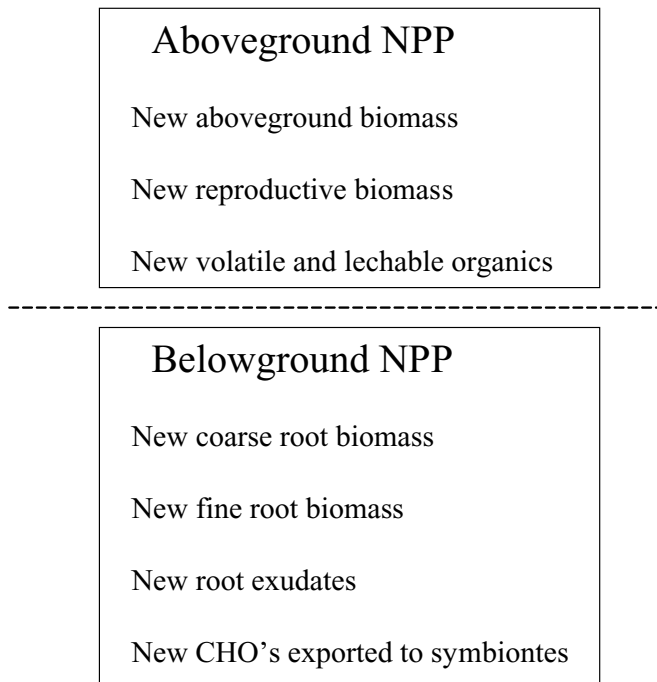 Aboveground NPP
New aboveground biomass
New reproductive biomass
New volatile and lechable organics
Belowground NPP
New coarse root biomass
New fine root biomass
New root exudates
New CHO’s exported to symbiontes